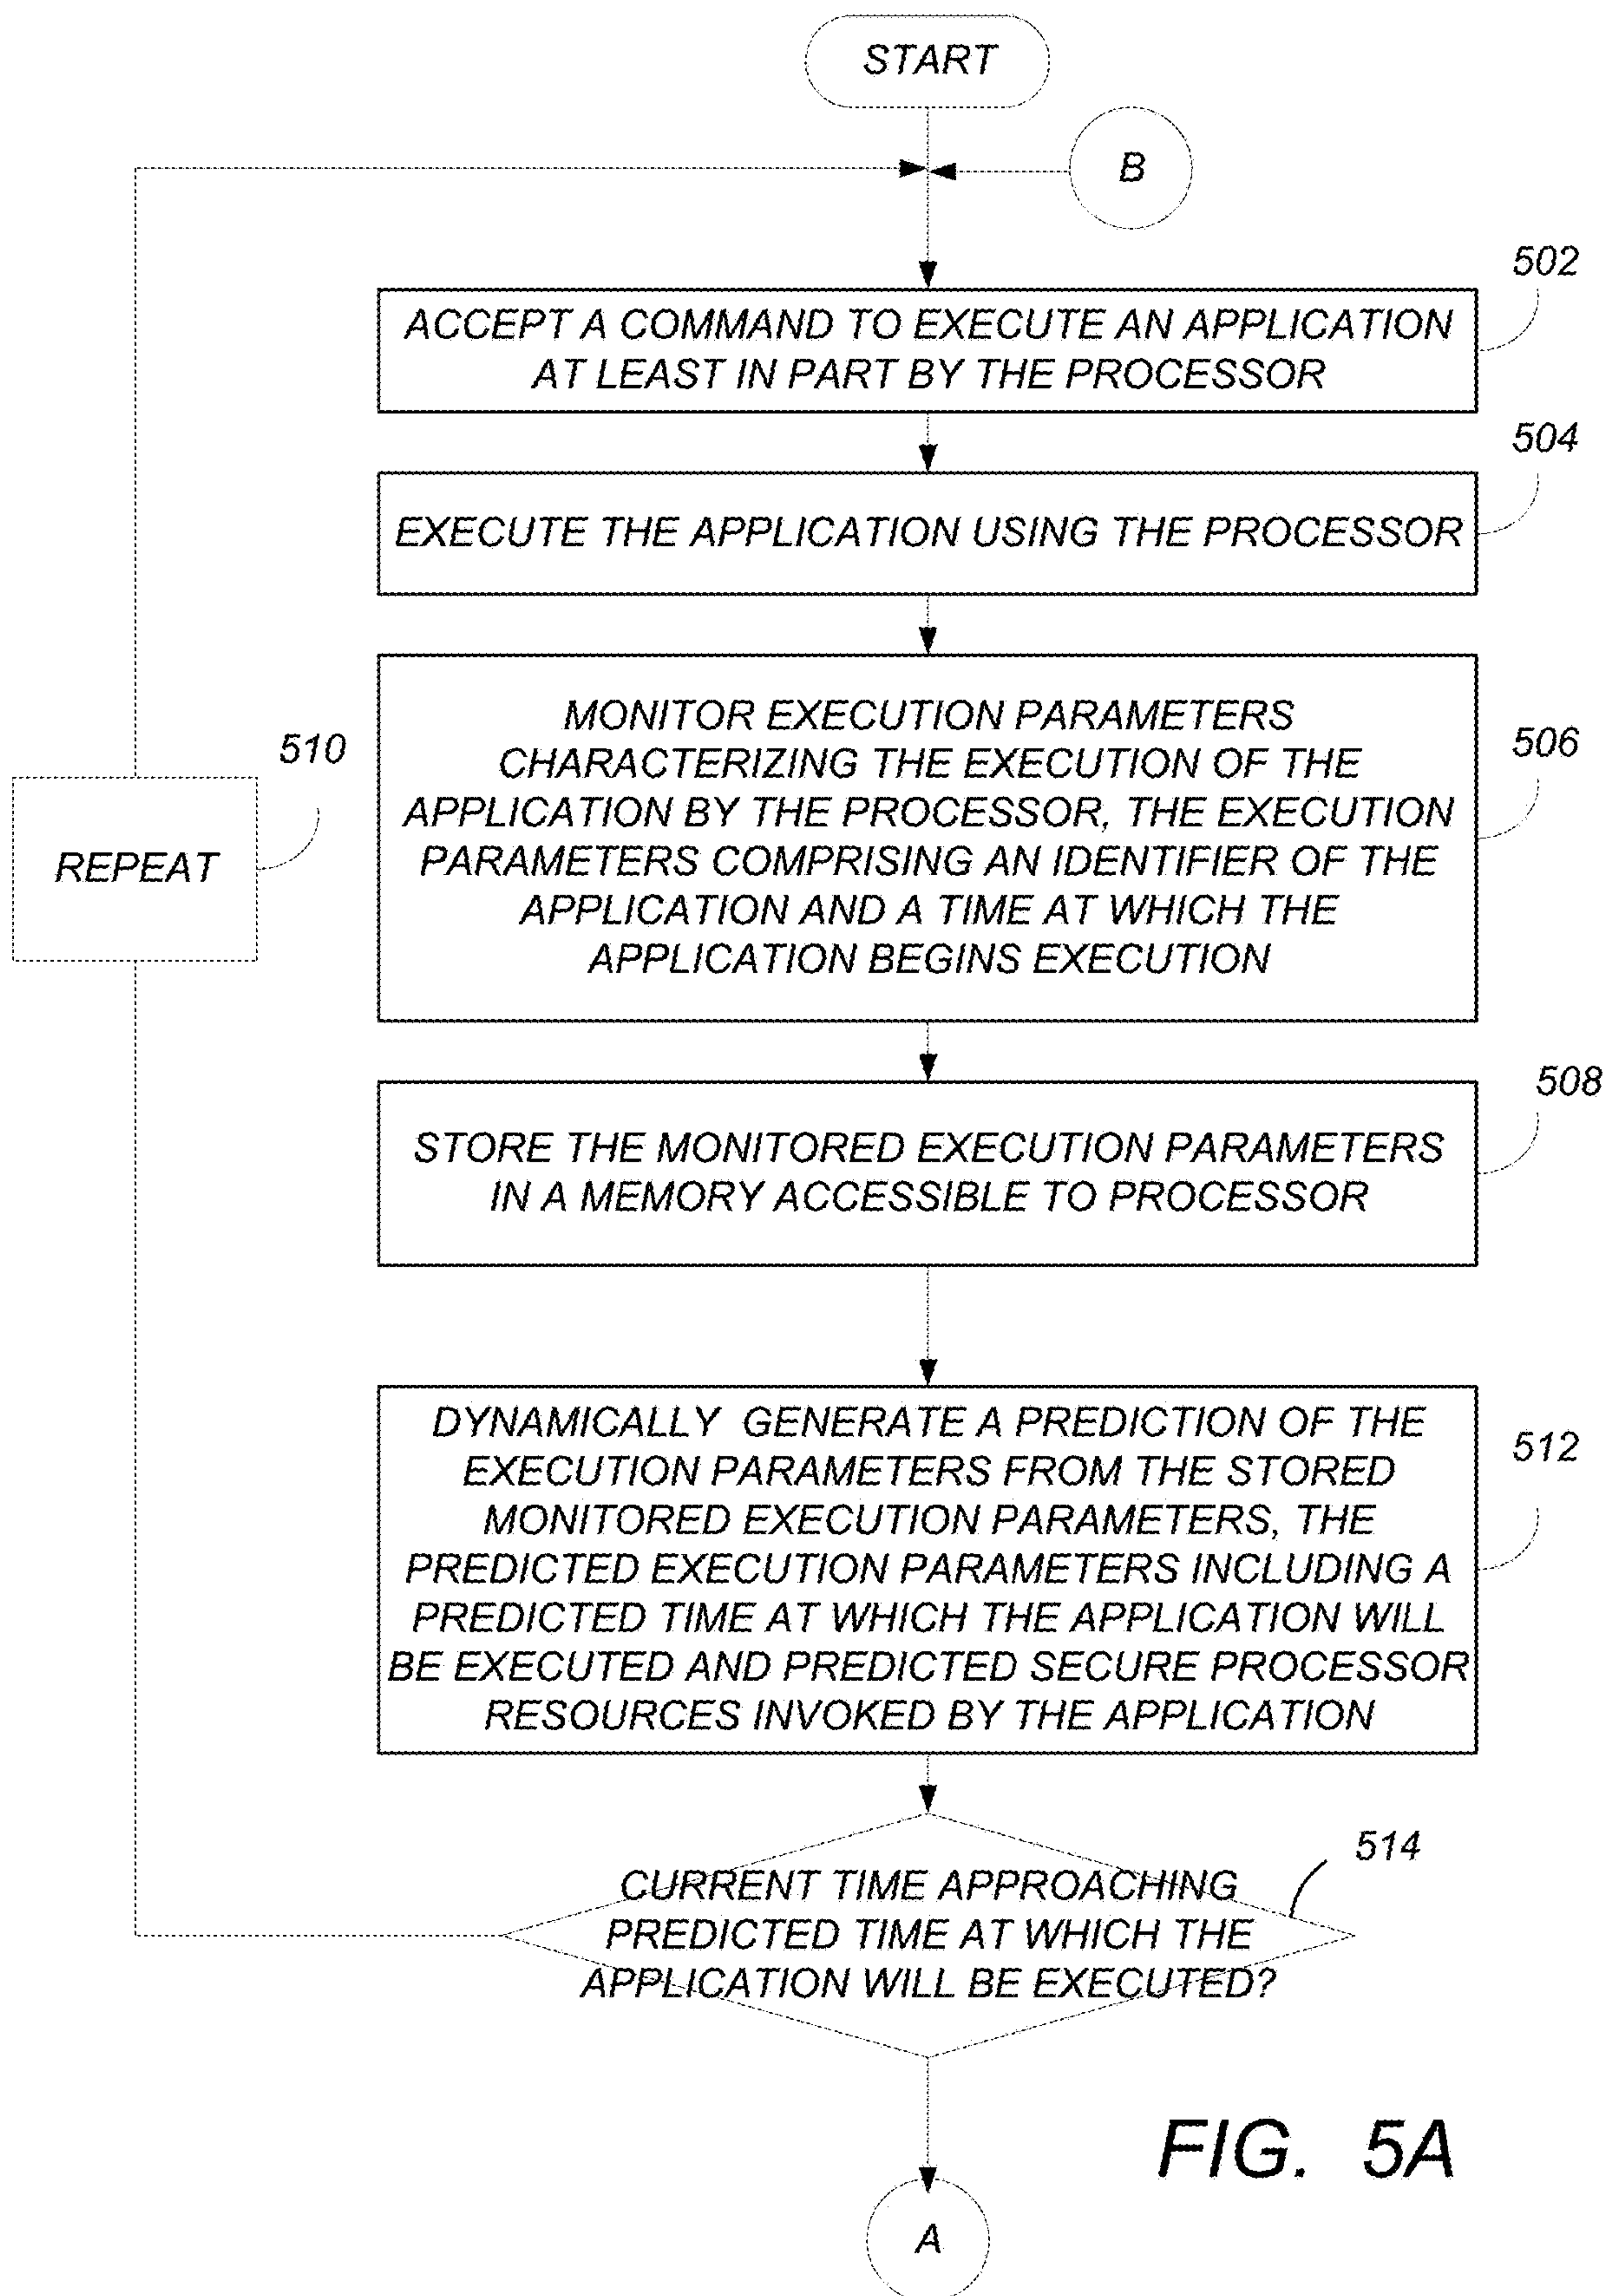 START
B
502
ACCEPT A COMMAND TO EXECUTE AN APPLICATION
AT LEAST IN PART BY THE PROCESSOR
504
EXECUTE THE APPLICATION USING THE PROCESSOR
506
MONITOR EXECUTION PARAMETERS
CHARACTERIZING THE EXECUTION OF THE
APPLICATION BY THE PROCESSOR, THE EXECUTION
PARAMETERS COMPRISING AN IDENTIFIER OF THE
APPLICATION AND A TIME AT WHICH THE
APPLICATION BEGINS EXECUTION
510
REPEAT
508
STORE THE MONITORED EXECUTION PARAMETERS
IN A MEMORY ACCESSIBLE TO PROCESSOR
512
DYNAMICALLY GENERATE A PREDICTION OF THE
EXECUTION PARAMETERS FROM THE STORED
MONITORED EXECUTION PARAMETERS, THE
PREDICTED EXECUTION PARAMETERS INCLUDING A
PREDICTED TIME AT WHICH THE APPLICATION WILL
BE EXECUTED AND PREDICTED SECURE PROCESSOR
RESOURCES INVOKED BY THE APPLICATION
514
CURRENT TIME APPROACHING
PREDICTED TIME AT WHICH THE
APPLICATION WILL BE EXECUTED?
FIG. 5A
A